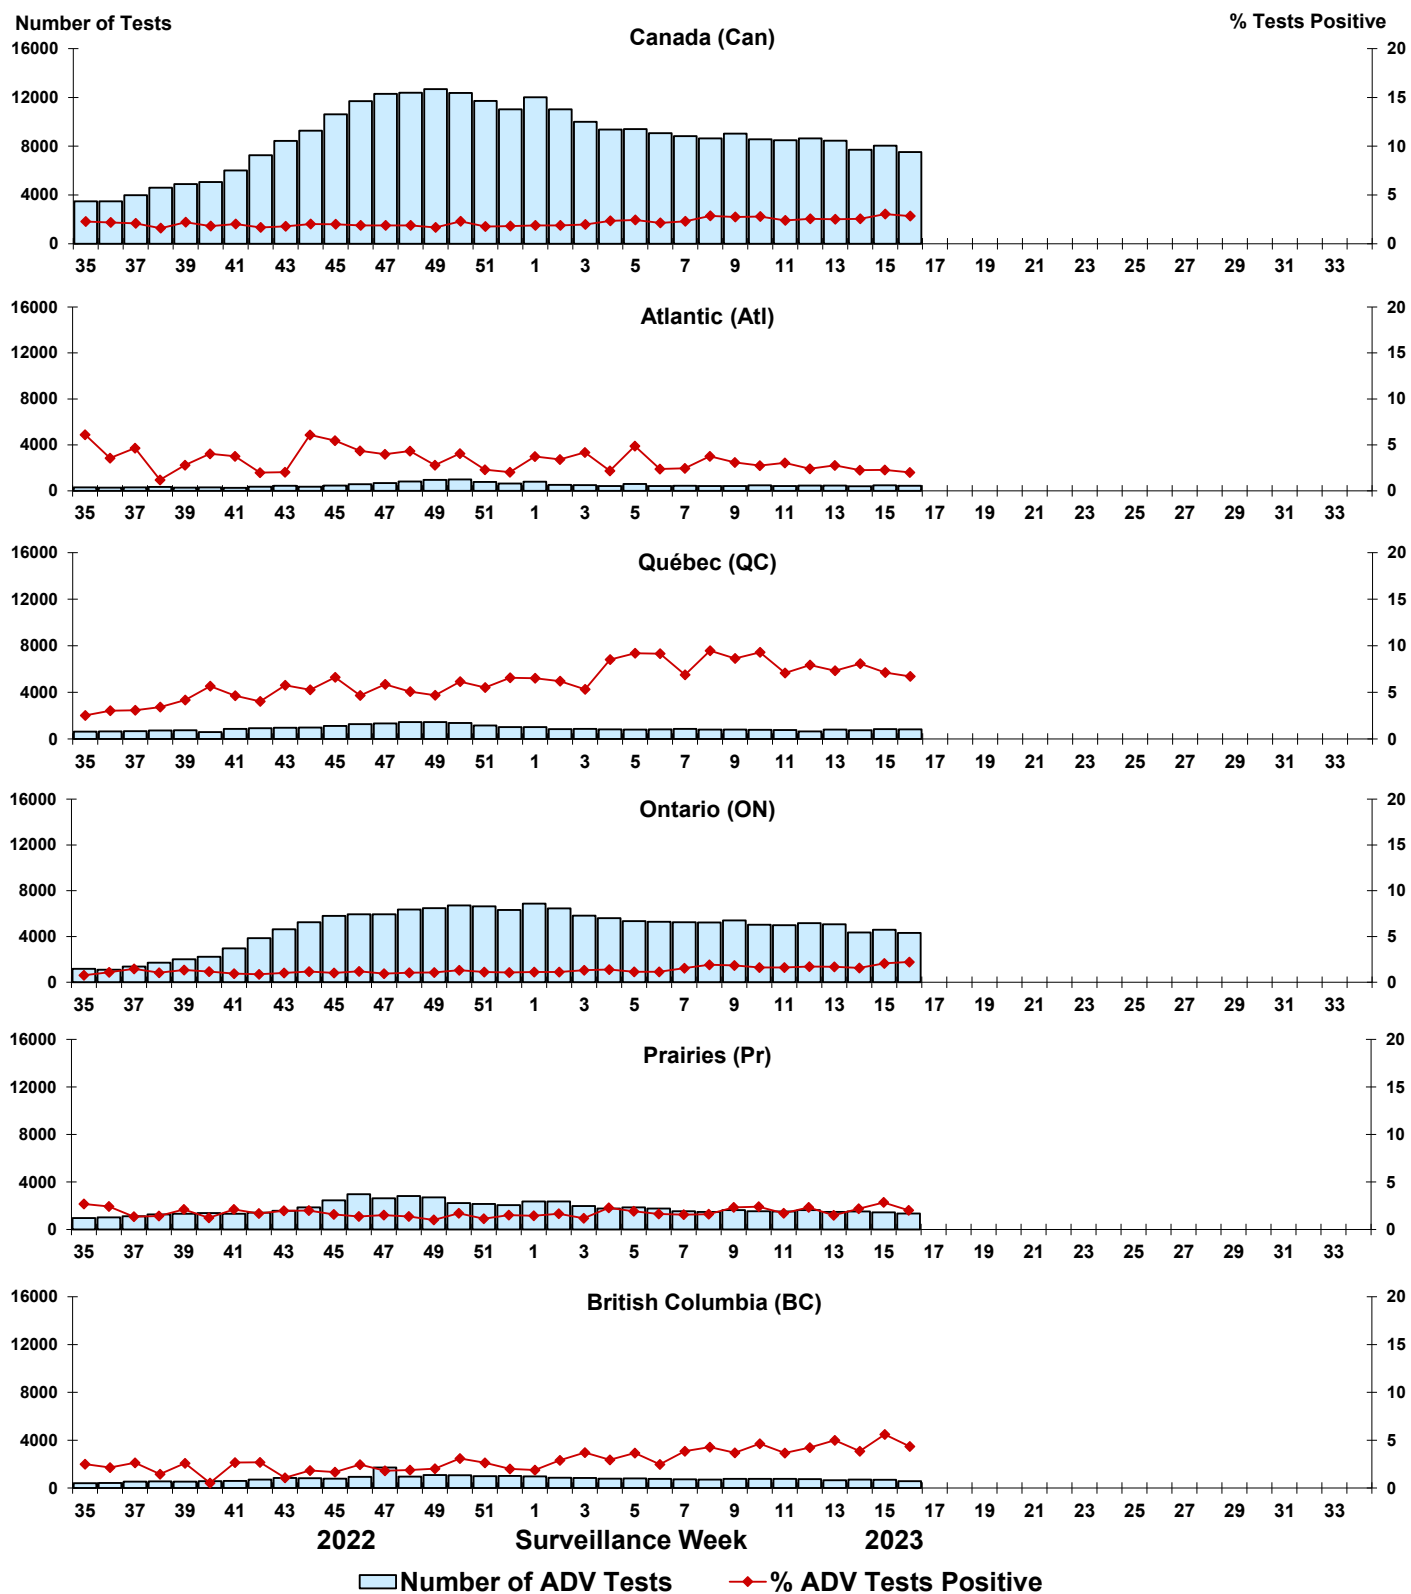 Number of Tests
% Tests Positive
Canada (Can)
16000 20
12000 15
8000 10
4000 5
0 0
35 37 39 41 43 45 47 49 51 1 3 5 7 9 11 13 15 17 19 21 23 25 27 29 31 33
Atlantic (Atl)
16000 20
12000 15
8000 10
4000 5
0 0
35 37 39 41 43 45 47 49 51 1 3 5 7 9 11 13 15 17 19 21 23 25 27 29 31 33
Québec (QC)
16000 20
12000 15
8000 10
4000 5
0 0
35 37 39 41 43 45 47 49 51 1 3 5 7 9 11 13 15 17 19 21 23 25 27 29 31 33
Ontario (ON)
16000 20
12000 15
8000 10
4000 5
0 0
35 37 39 41 43 45 47 49 51 1 3 5 7 9 11 13 15 17 19 21 23 25 27 29 31 33
Prairies (Pr)
16000 20
12000 15
8000 10
4000 5
0 0
35 37 39 41 43 45 47 49 51 1 3 5 7 9 11 13 15 17 19 21 23 25 27 29 31 33
British Columbia (BC)
16000 20
12000 15
8000 10
4000 5
0 0
35 37 39 41 43 45 47 49 51 1 3 5 7 9 11 13 15 17 19 21 23 25 27 29 31 33
2022 Surveillance Week 2023
Number of ADV Tests % ADV Tests Positive